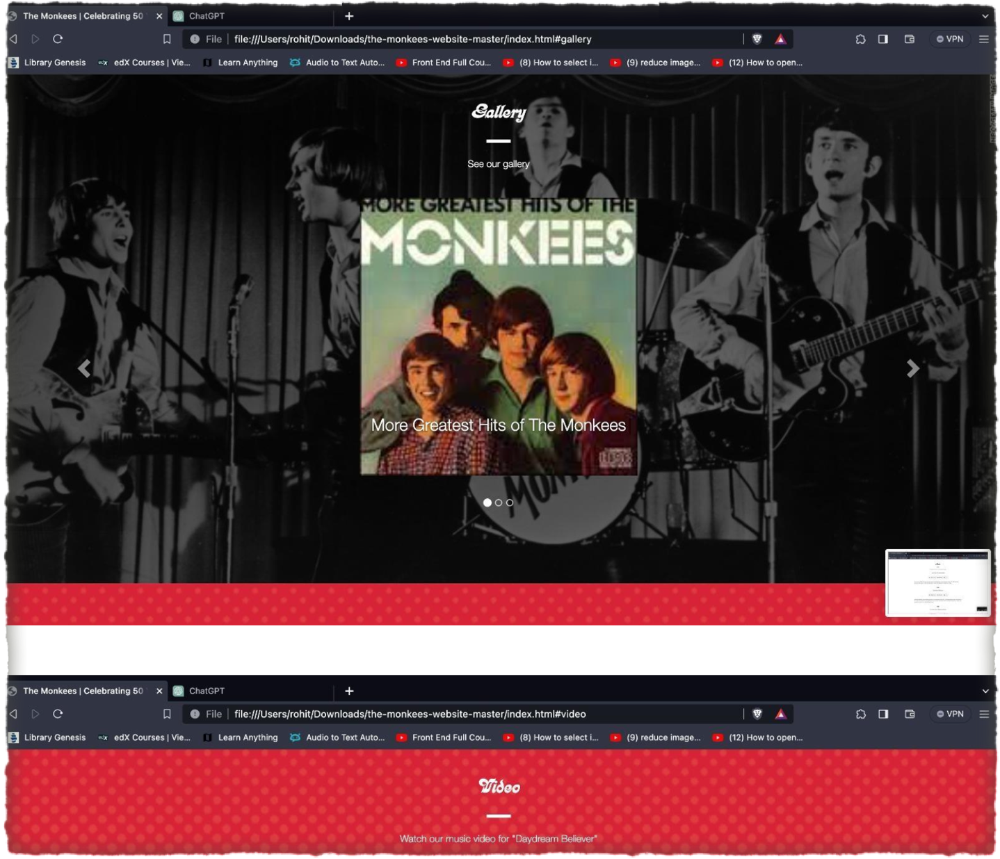 The Monkees | Celebrating 50
ChatGPT
File
file:///Users/rohit/Downloads/the-monkees-website-master/index.html#gallery
VPN
Library Genesis
edX Courses | Vie...
Learn Anything
Audio to Text Auto...
Front End Full Cou...
(8) How to select i...
(9) reduce image...
(12) How to open...
Gallery
See our gallery
MORE GREATEST HITS OF THE
MONKEES
More Greatest Hits of The Monkees
The Monkees | Celebrating 50
ChatGPT
File
file:///Users/rohit/Downloads/the-monkees-website-master/index.html#video
VPN
Library Genesis
edX Courses | Vie...
Learn Anything
Audio to Text Auto...
Front End Full Cou...
(8) How to select i...
(9) reduce image...
(12) How to open...
Video
Watch our music video for "Daydream Believer"